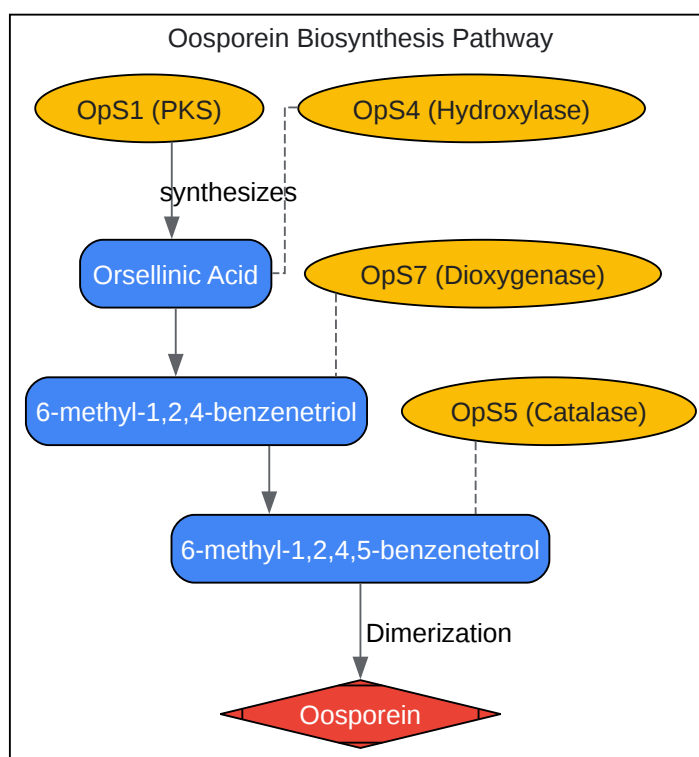 Oosporein Biosynthesis Pathway
OpS1 (PKS)
OpS4 (Hydroxylase)
synthesizes
Orsellinic Acid
OpS7 (Dioxygenase)
6-methyl-1,2,4-benzenetriol
OpS5 (Catalase)
6-methyl-1,2,4,5-benzenetetrol
Dimerization
Oosporein